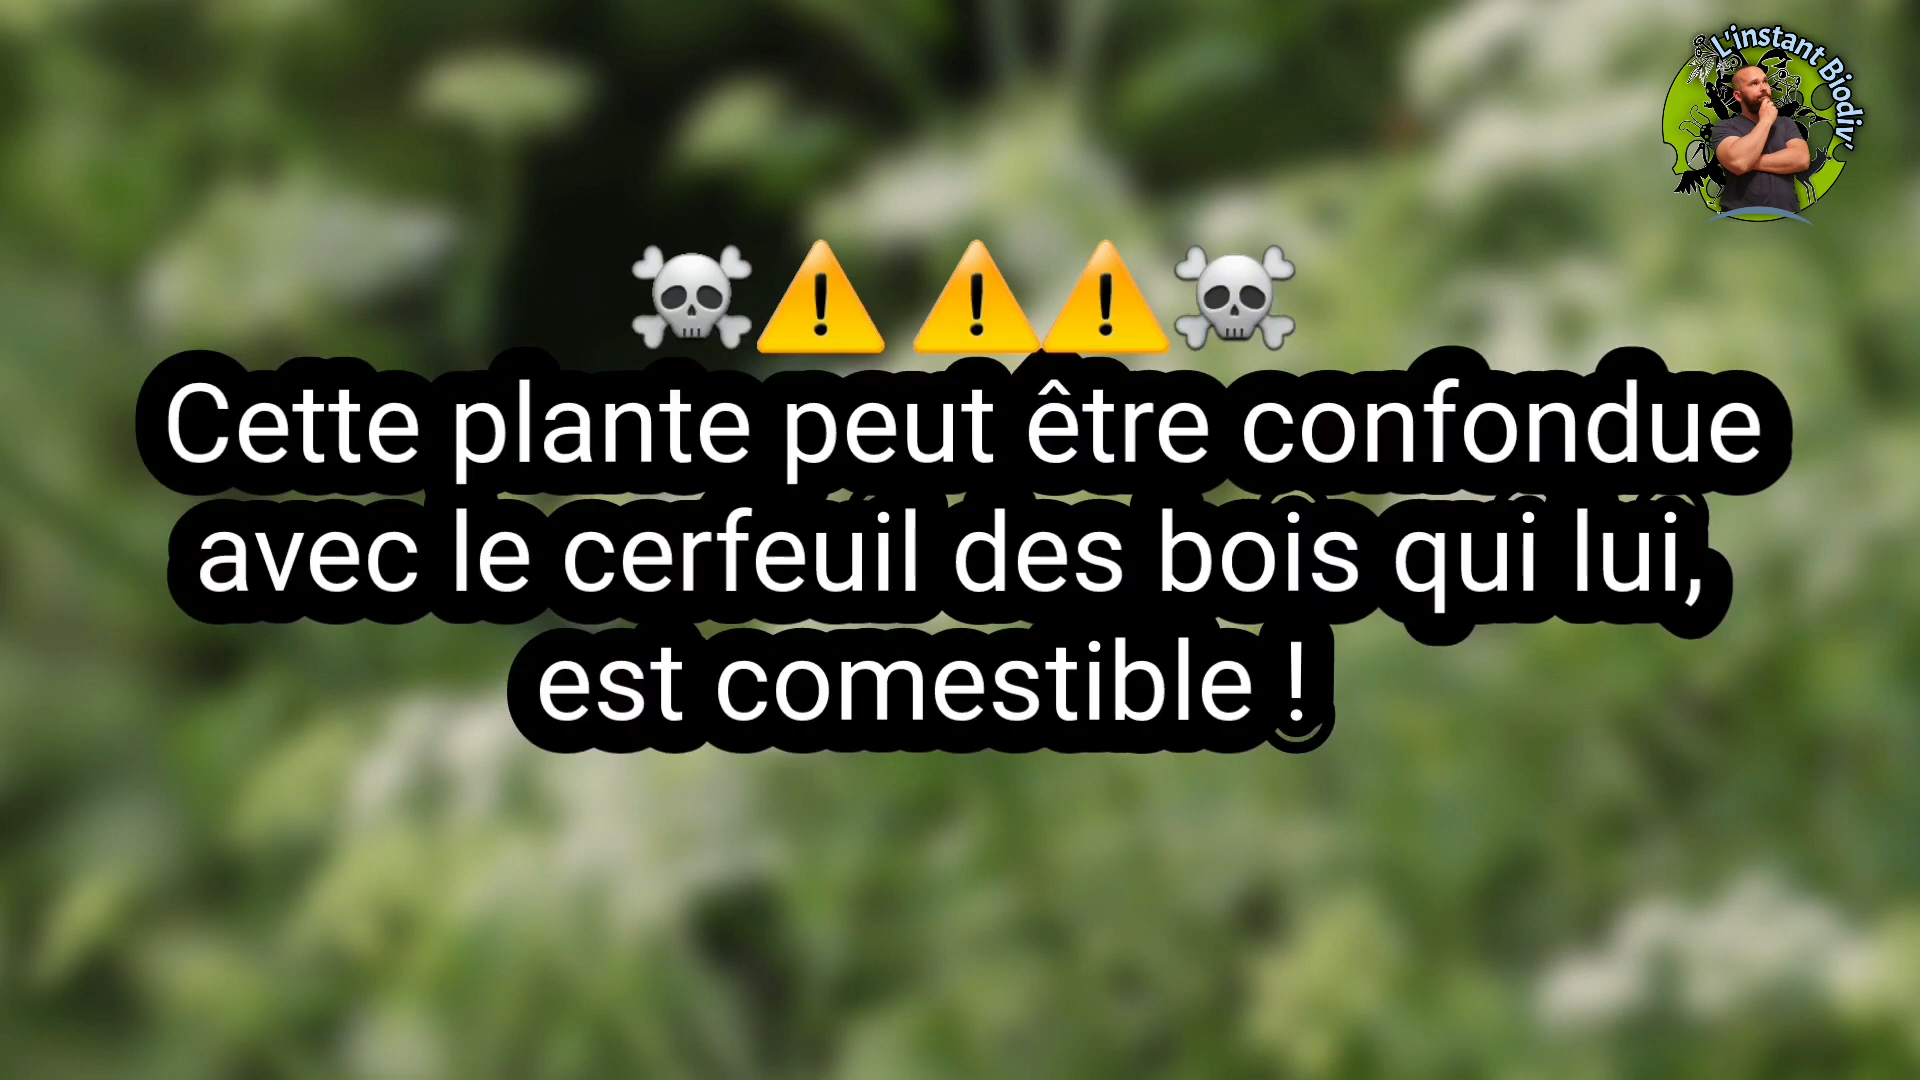 L'instant Biodiv'
☠️⚠️ ⚠️⚠️☠️
Cette plante peut être confondue
avec le cerfeuil des bois qui lui,
est comestible !